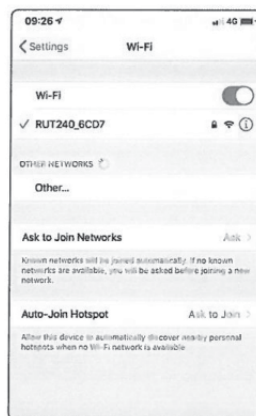 09:26 4G
Settings Wi-Fi
Wi-Fi
RUT240_6CD7
OTHER NETWORKS
Other...
Ask to Join Networks Ask
Known networks will be joined automatically. If no known
networks are available, you will be asked before joining a new
network.
Auto-Join Hotspot Ask to Join
Allow this device to automatically discover nearby personal
hotspots when no Wi-Fi network is available.